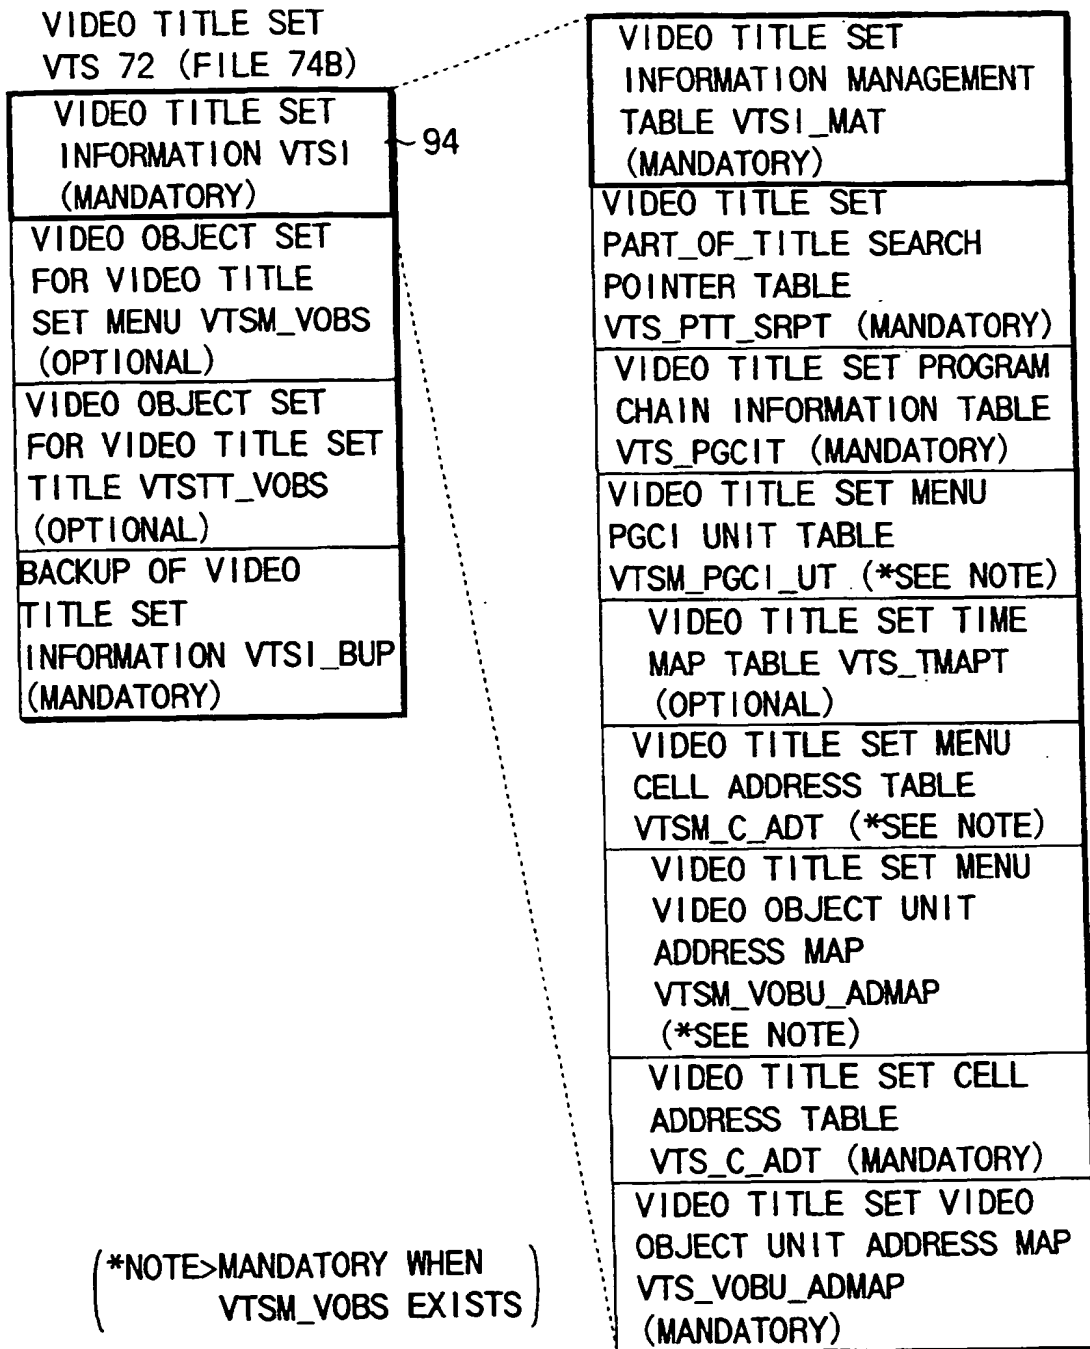 VIDEO TITLE SET
VTS 72 (FILE 74B)
VIDEO TITLE SET
INFORMATION VTSI
(MANDATORY)
94
VIDEO OBJECT SET
FOR VIDEO TITLE
SET MENU VTSM_VOBS
(OPTIONAL)
VIDEO OBJECT SET
FOR VIDEO TITLE SET
TITLE VTSTT_VOBS
(OPTIONAL)
BACKUP OF VIDEO
TITLE SET
INFORMATION VTSI_BUP
(MANDATORY)
VIDEO TITLE SET
INFORMATION MANAGEMENT
TABLE VTSI_MAT
(MANDATORY)
VIDEO TITLE SET
PART_OF_TITLE SEARCH
POINTER TABLE
VTS_PTT_SRPT (MANDATORY)
VIDEO TITLE SET PROGRAM
CHAIN INFORMATION TABLE
VTS_PGCIT (MANDATORY)
VIDEO TITLE SET MENU
PGCI UNIT TABLE
VTSM_PGCI_UT (*SEE NOTE)
VIDEO TITLE SET TIME
MAP TABLE VTS_TMAPT
(OPTIONAL)
VIDEO TITLE SET MENU
CELL ADDRESS TABLE
VTSM_C_ADT (*SEE NOTE)
VIDEO TITLE SET MENU
VIDEO OBJECT UNIT
ADDRESS MAP
VTSM_VOBU_ADMAP
(*SEE NOTE)
VIDEO TITLE SET CELL
ADDRESS TABLE
VTS_C_ADT (MANDATORY)
VIDEO TITLE SET VIDEO
OBJECT UNIT ADDRESS MAP
VTS_VOBU_ADMAP
(MANDATORY)
(*NOTE>MANDATORY WHEN
VTSM_VOBS EXISTS)